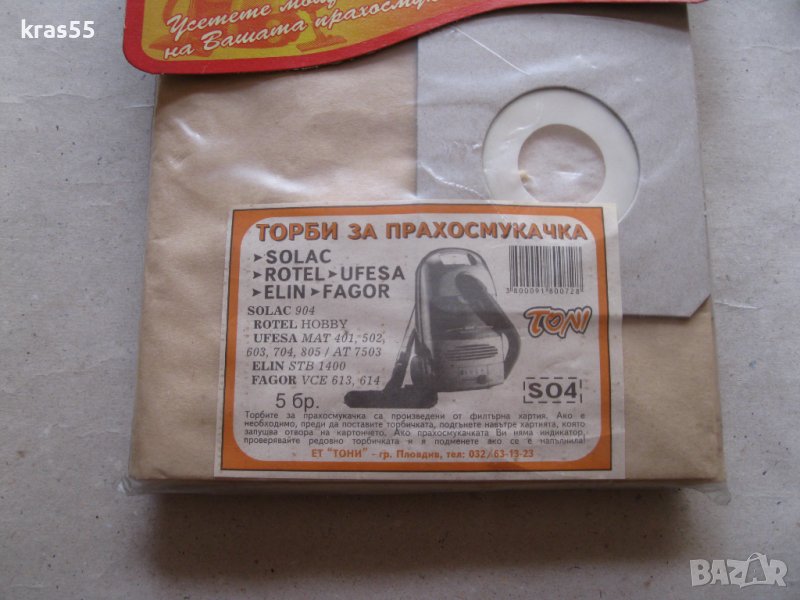 kras55
Усетете
на Вашата прахосмук
ТОРБИ ЗА ПРАХОСМУКАЧКА
➤SOLAC
➤ROTEL➤UFESA
➤ELIN➤FAGOR
SOLAC 904
ROTEL HOBBY
UFESA MAT 401, 502,
603, 704, 805 / AT 7503
ELIN STB 1400
FAGOR VCE 613, 614
5 бр.
3 800091 800728
TONI
SO4
Торбите за прахосмукачка са произведени от филтърна хартия. Ако е
необходимо, преди да поставите торбичката, подгънете навътре хартията, която
запушва отвора на картончето. Ако прахосмукачката Ви няма индикатор,
проверявайте редовно торбичката и я подменете ако се е напълнила!
ЕТ "ТОНИ" - гр. Пловдив, тел: 032/63-13-23
BAZAR